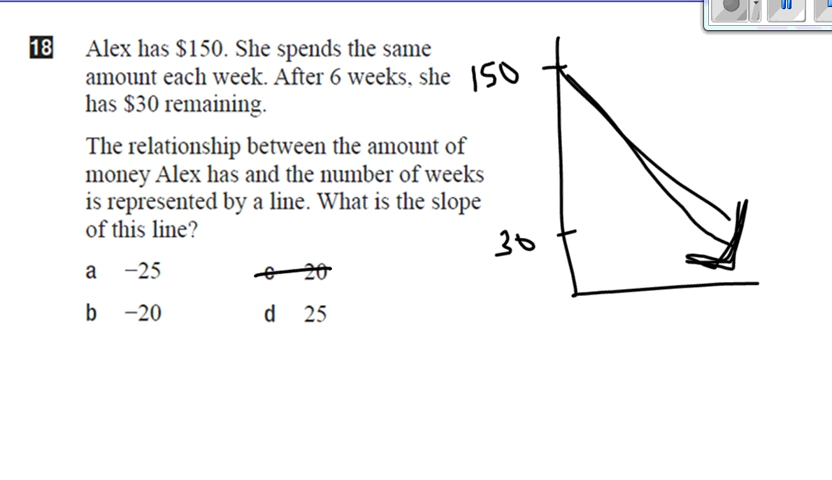 18 Alex has $150. She spends the same
amount each week. After 6 weeks, she
has $30 remaining.
The relationship between the amount of
money Alex has and the number of weeks
is represented by a line. What is the slope
of this line?
a −25
c 20
b −20
d 25
150
30